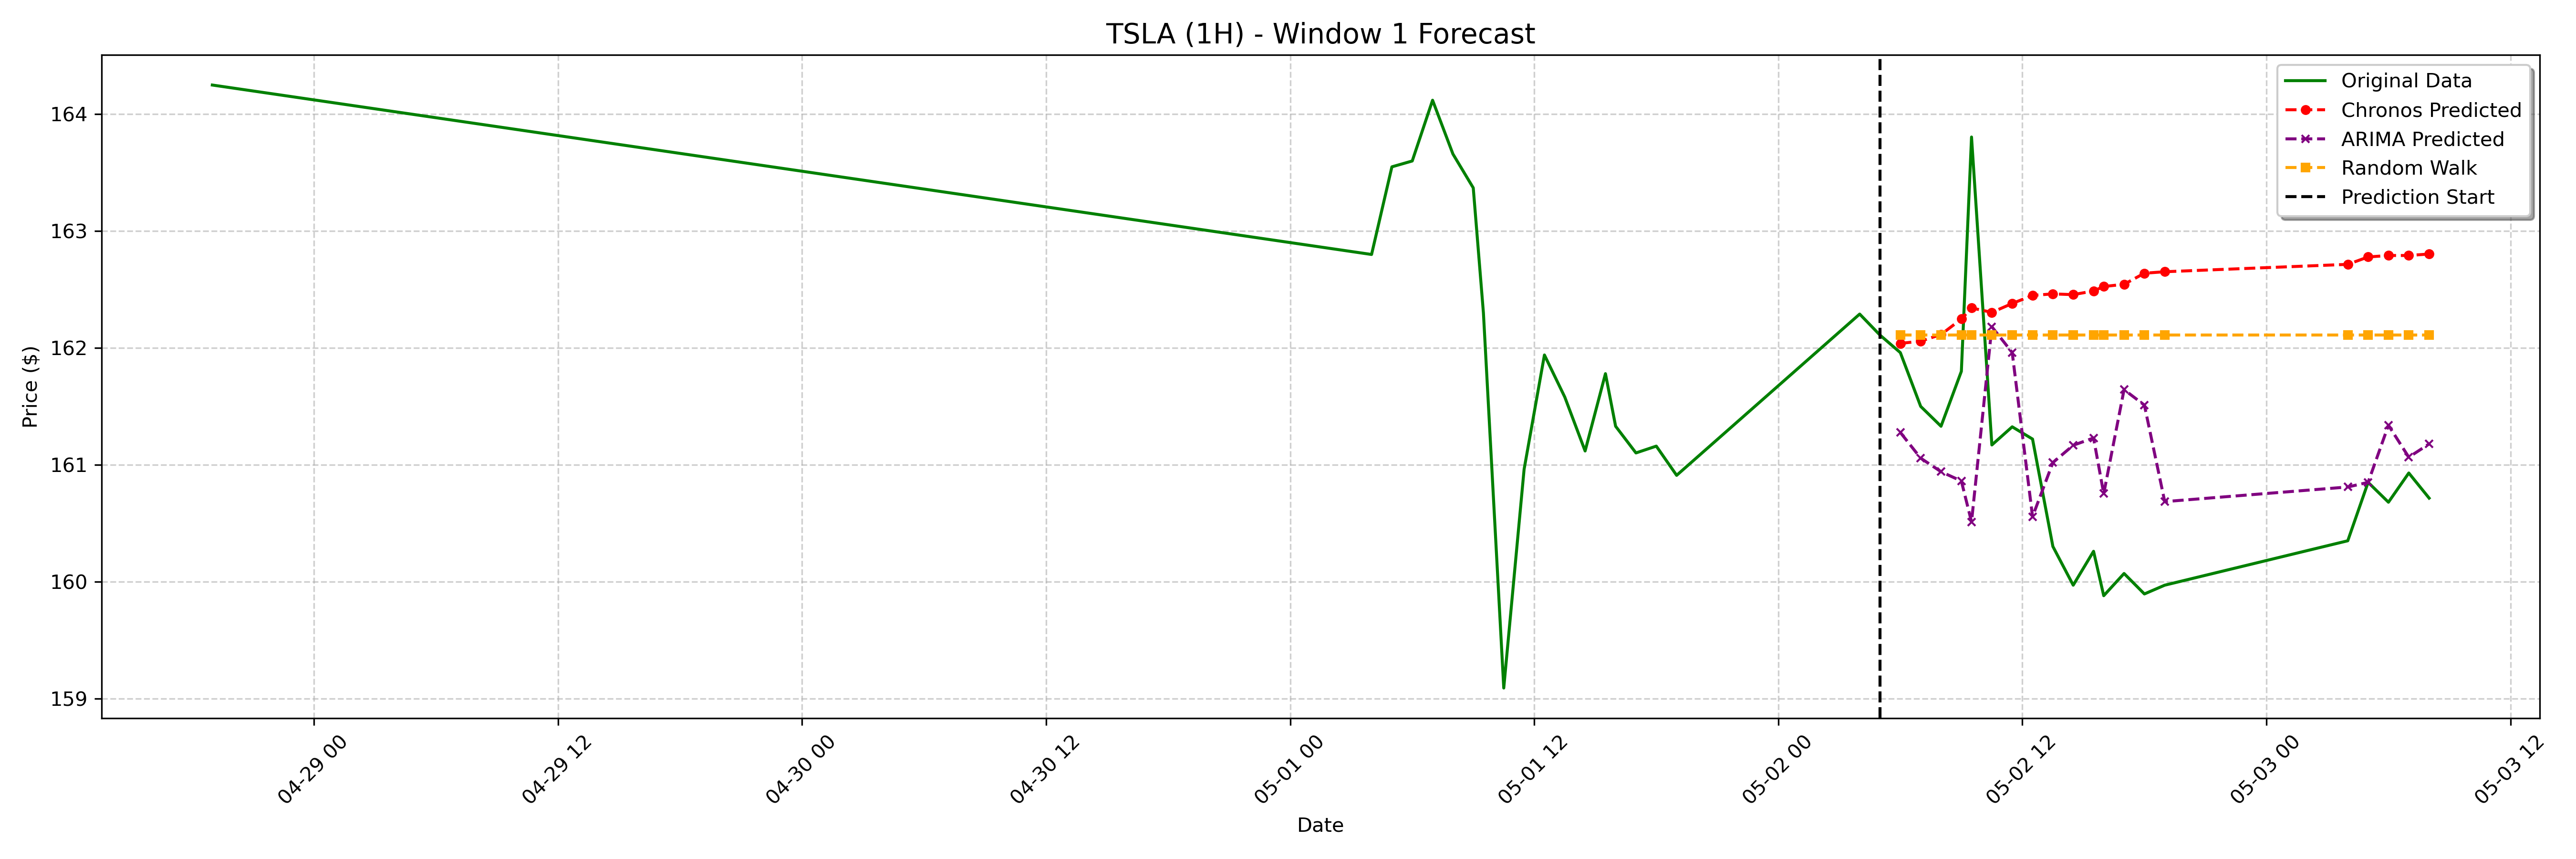 TSLA (1H) - Window 1 Forecast
Original Data
Chronos Predicted
ARIMA Predicted
Random Walk
Prediction Start
Price ($)
164
163
162
161
160
159
04-29 00
04-29 12
04-30 00
04-30 12
05-01 00
05-01 12
05-02 00
05-02 12
05-03 00
05-03 12
Date